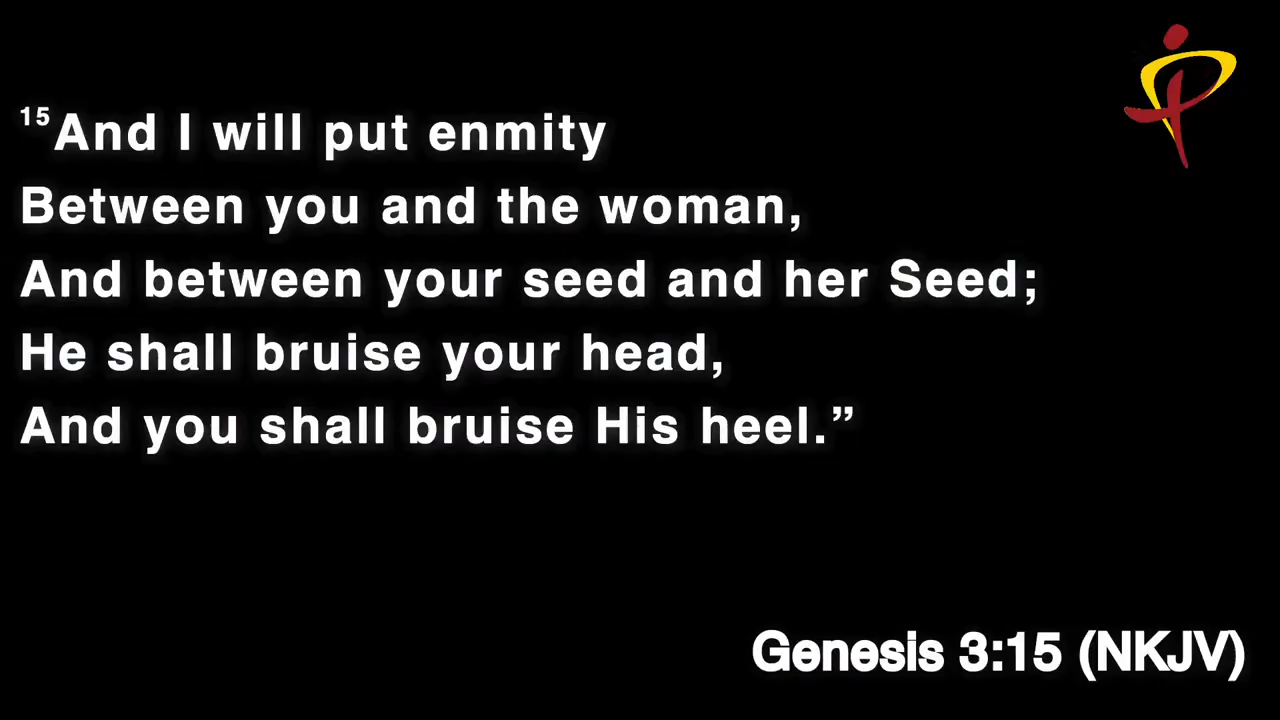 15And I will put enmity
Between you and the woman,
And between your seed and her Seed;
He shall bruise your head,
And you shall bruise His heel.”
Genesis 3:15 (NKJV)